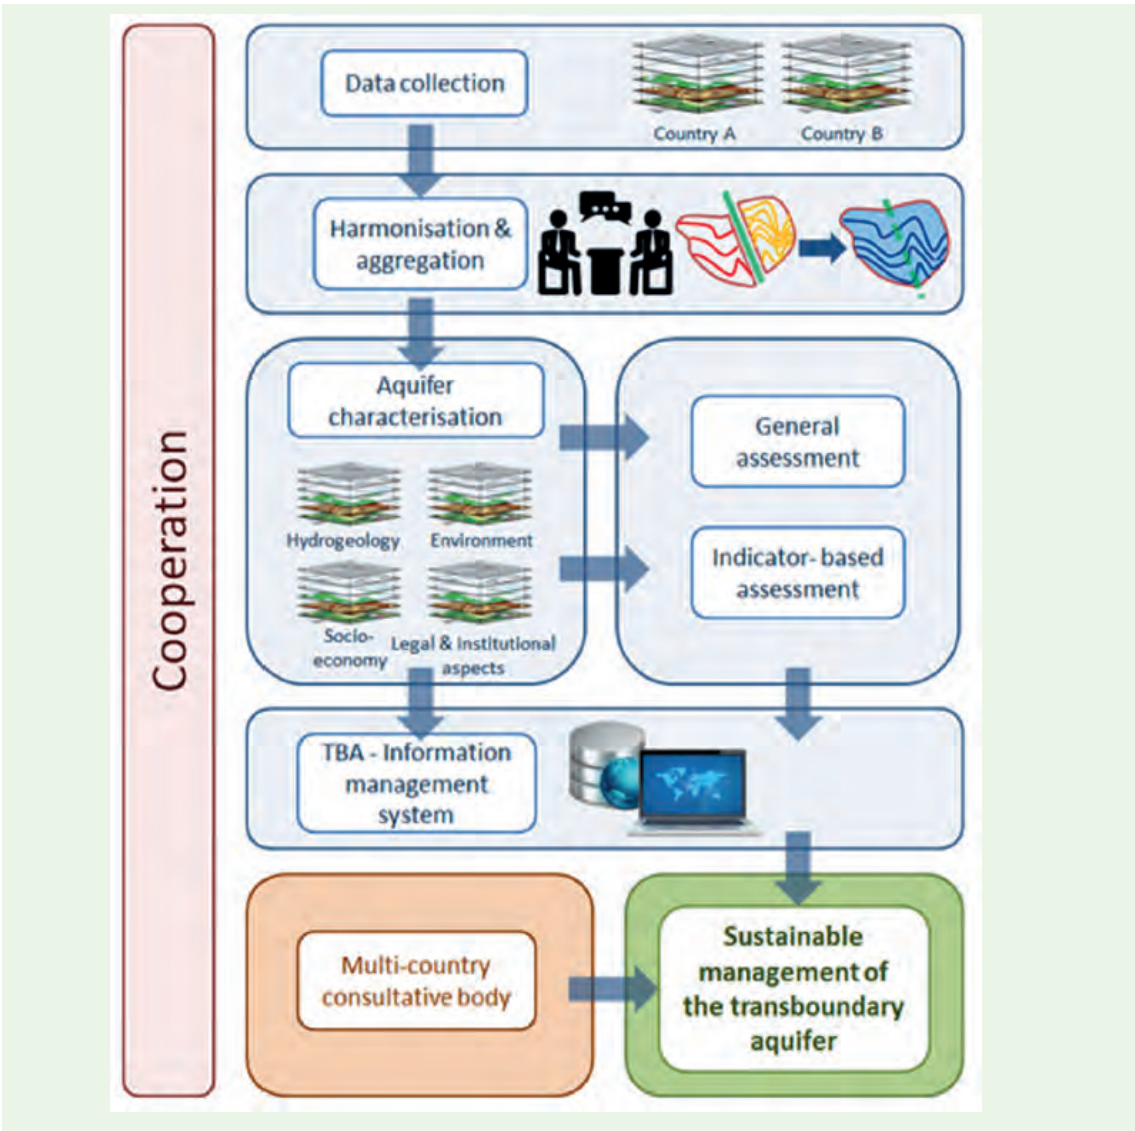 Cooperation
Data collection
Country A
Country B
Harmonisation &
aggregation
Aquifer
characterisation
Hydrogeology
Environment
Socio-
economy
Legal & institutional
aspects
General
assessment
Indicator- based
assessment
TBA - Information
management
system
Multi-country
consultative body
Sustainable
management of
the transboundary
aquifer